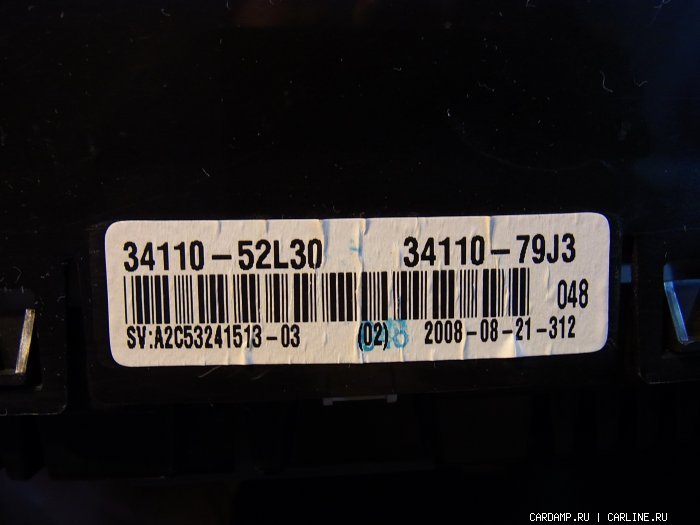 34110-52L30 34110-79J3
048
SV:A2C53241513-03 (02) 2008-08-21-312
CARDAMP.RU | CARLINE.RU